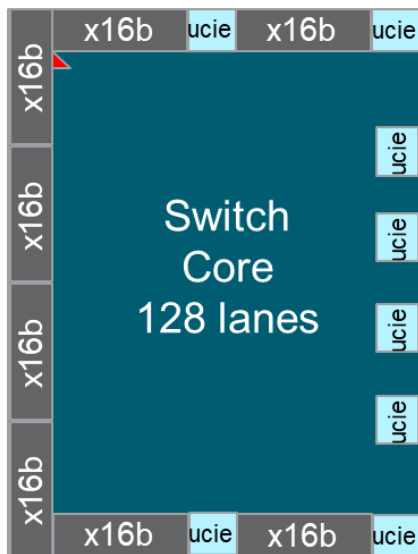 x16b
ucie
x16b
ucie
x16b
x16b
x16b
x16b
ucie
ucie
ucie
ucie
Switch
Core
128 lanes
x16b
ucie
x16b
ucie